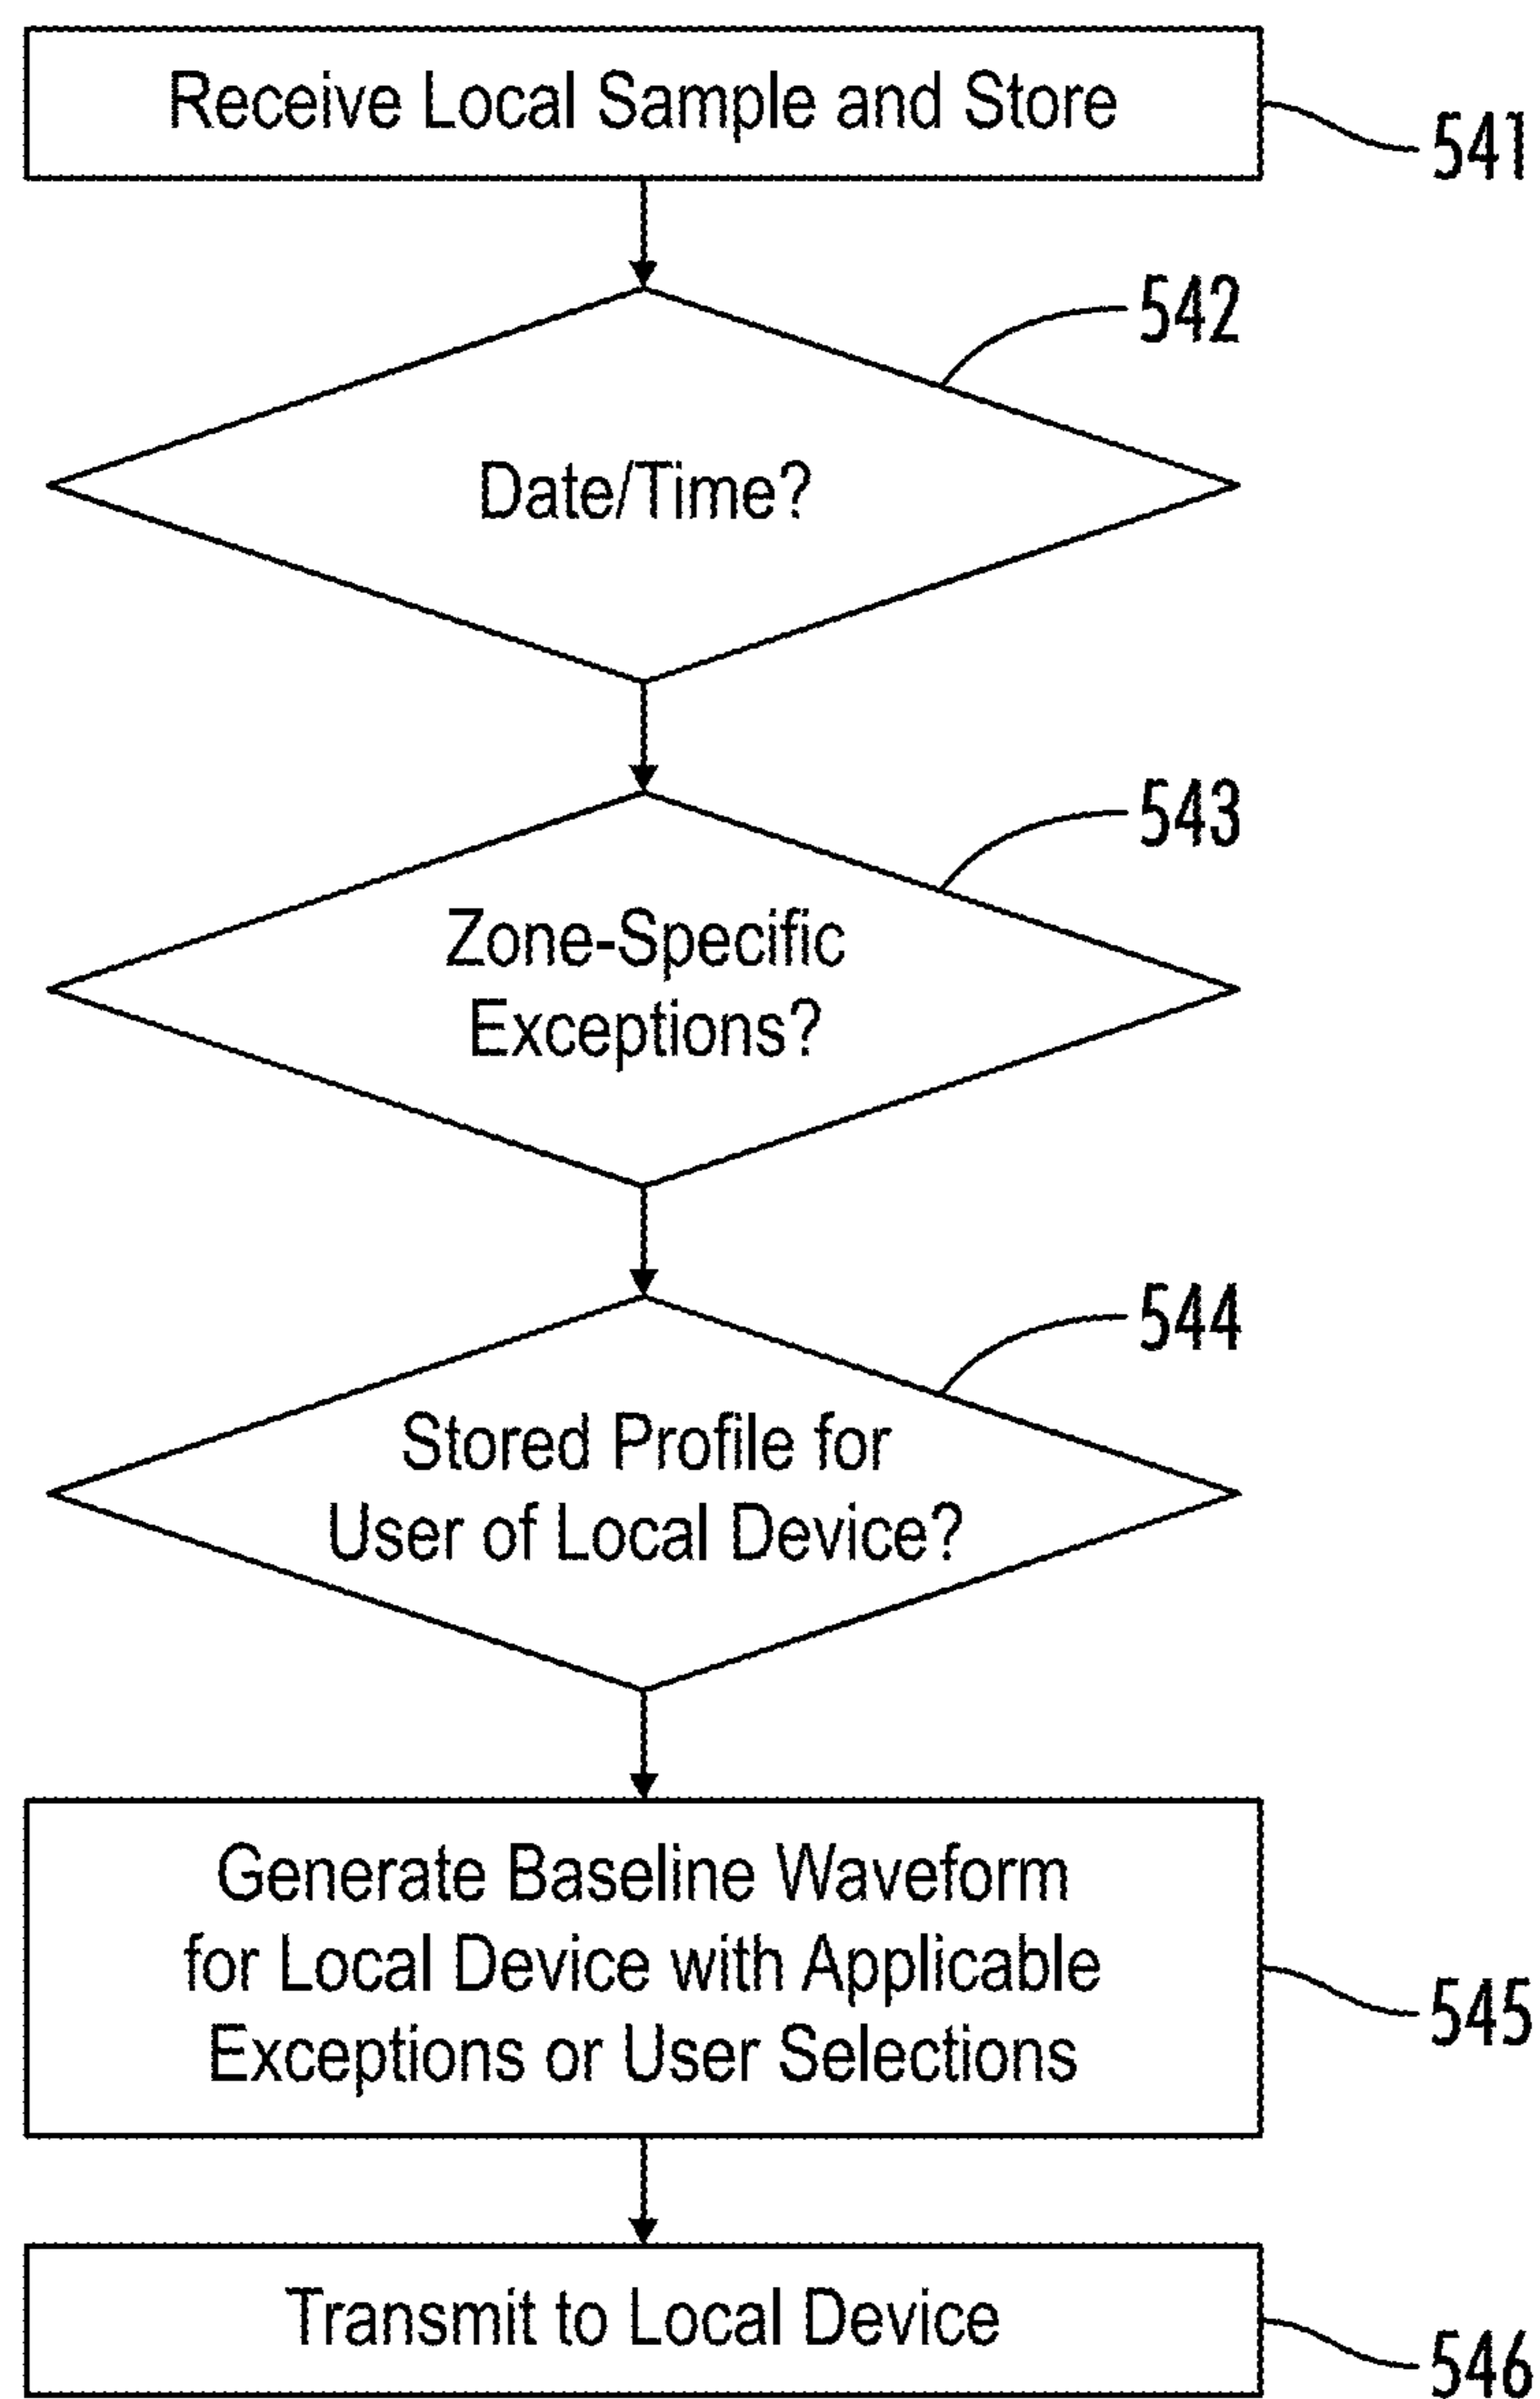 Receive Local Sample and Store
541
542
Date/Time?
543
Zone-Specific
Exceptions?
544
Stored Profile for
User of Local Device?
Generate Baseline Waveform
for Local Device with Applicable
Exceptions or User Selections
545
Transmit to Local Device
546